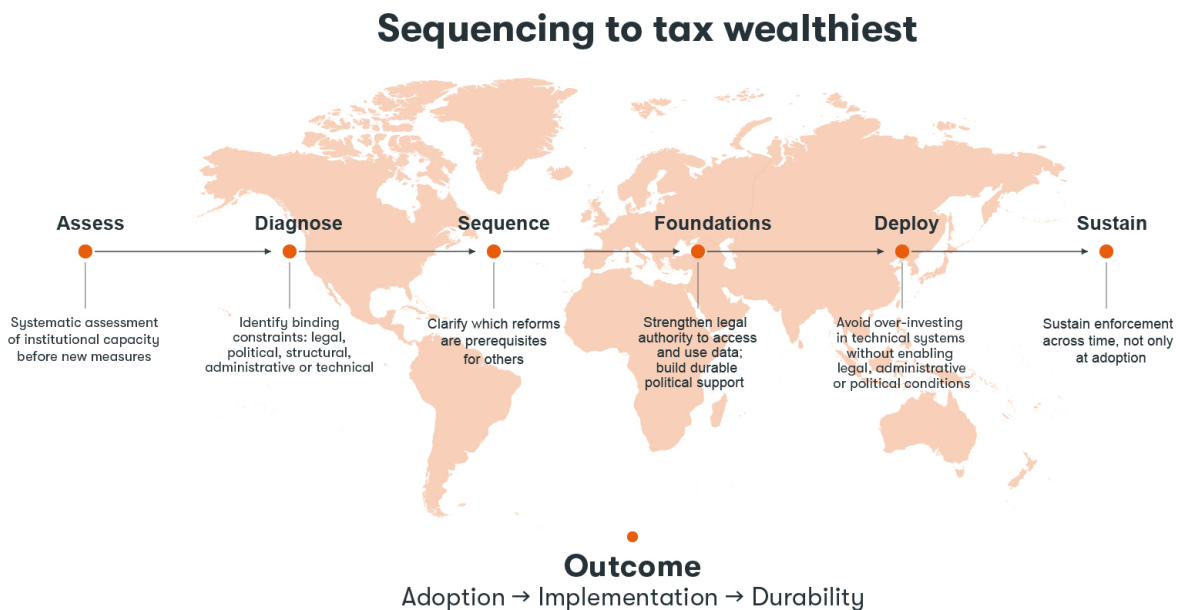 Sequencing to tax wealthiest
Assess
Systematic assessment
of institutional capacity
before new measures
Diagnose
Identify binding
constraints: legal,
political, structural,
administrative or technical
Sequence
Clarify which reforms
are prerequisites
for others
Foundations
Strengthen legal
authority to access
and use data;
build durable
political support
Deploy
Avoid over-investing
in technical systems
without enabling
legal, administrative
or political conditions
Sustain
Sustain enforcement
across time, not only
at adoption
Outcome
Adoption → Implementation → Durability